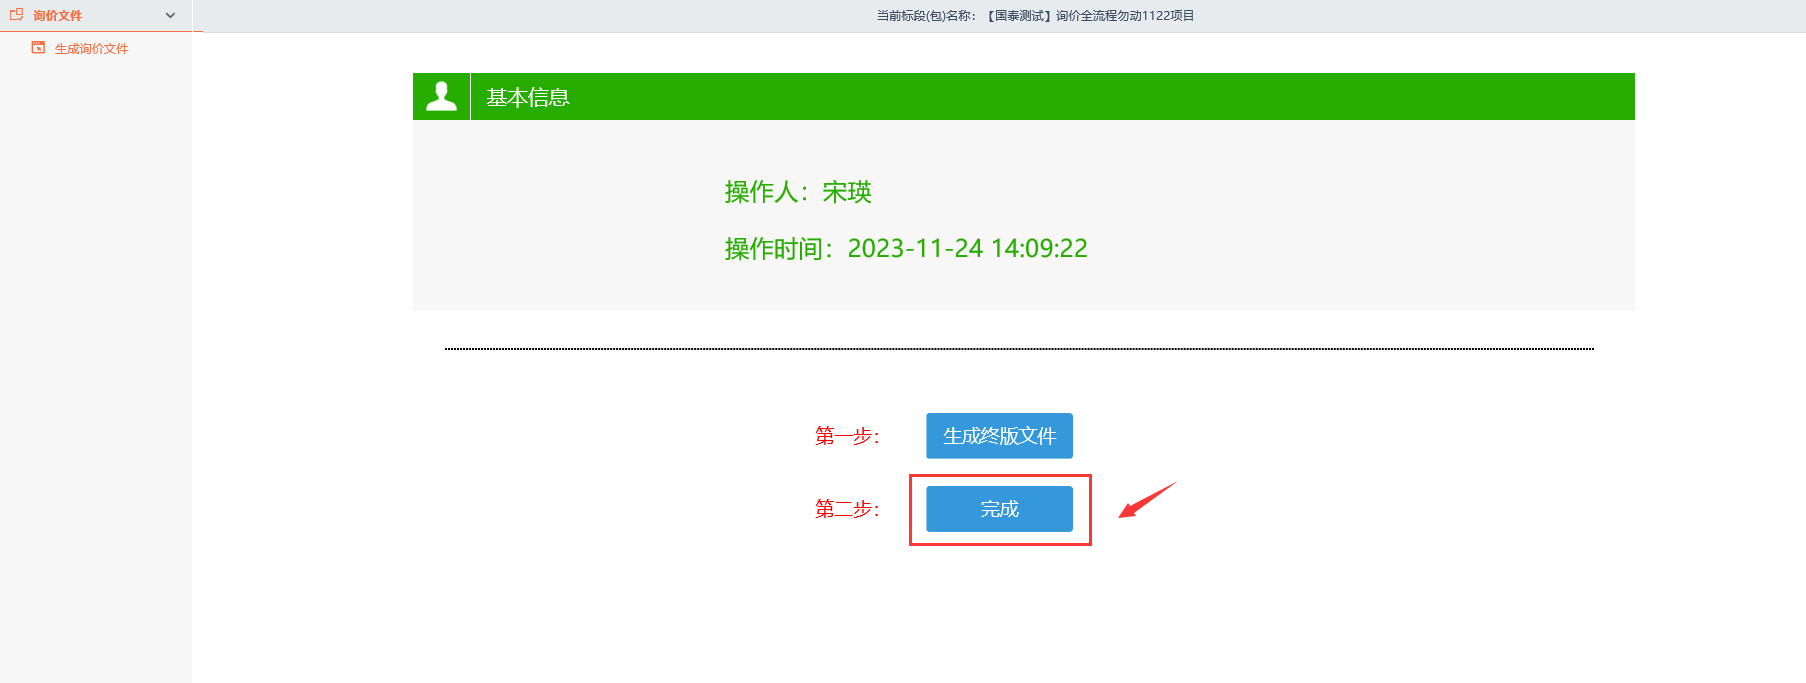 询价文件
当前标段(包)名称：【国泰测试】询价全流程勿动1122项目
生成询价文件
基本信息
操作人：宋瑛
操作时间：2023-11-24 14:09:22
第一步： 生成终版文件
第二步： 完成